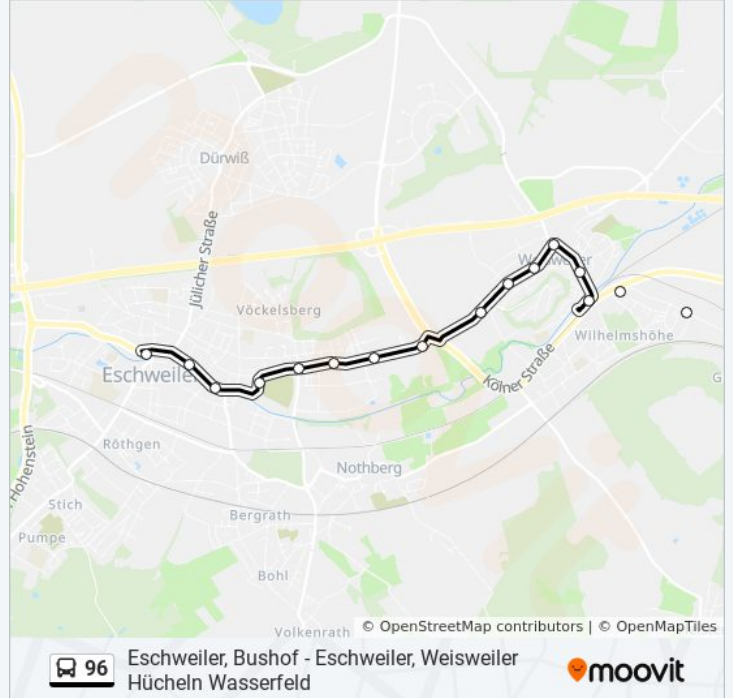 Dürwiß
Jülicher Straße
Vöckelsberg
Wilhelmshöhe
Eschweiler
Kölner Straße
G
Röthgen
Hohenstein
Nothberg
Stich
Bergrath
Pumpe
Bohl
Volkenrath
© OpenStreetMap contributors | © OpenMapTiles
96
Eschweiler, Bushof - Eschweiler, Weisweiler
Hücheln Wasserfeld
moovit